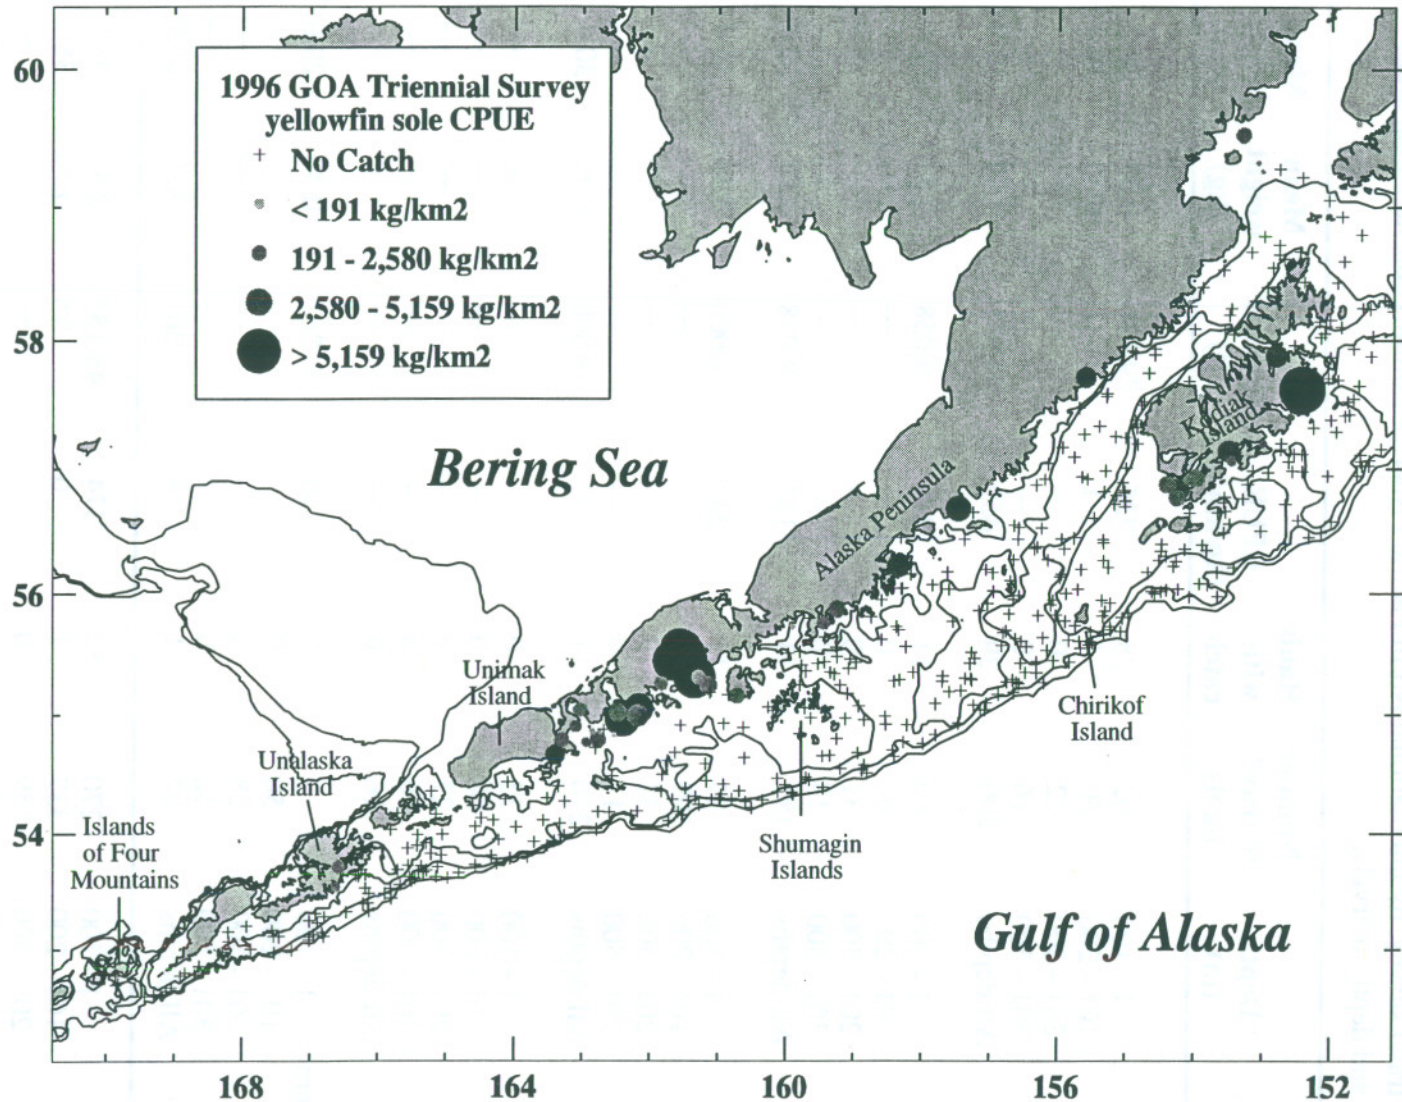 1996 GOA Triennial Survey
yellowfin sole CPUE
No Catch
< 191 kg/km2
191 - 2,580 kg/km2
2,580 - 5,159 kg/km2
> 5,159 kg/km2
60
58
56
54
Bering Sea
Kodiak
Island
Alaska Peninsula
Unimak
Island
Chirikof
Island
Unalaska
Island
Islands
of Four
Mountains
Shumagin
Islands
Gulf of Alaska
168
164
160
156
152